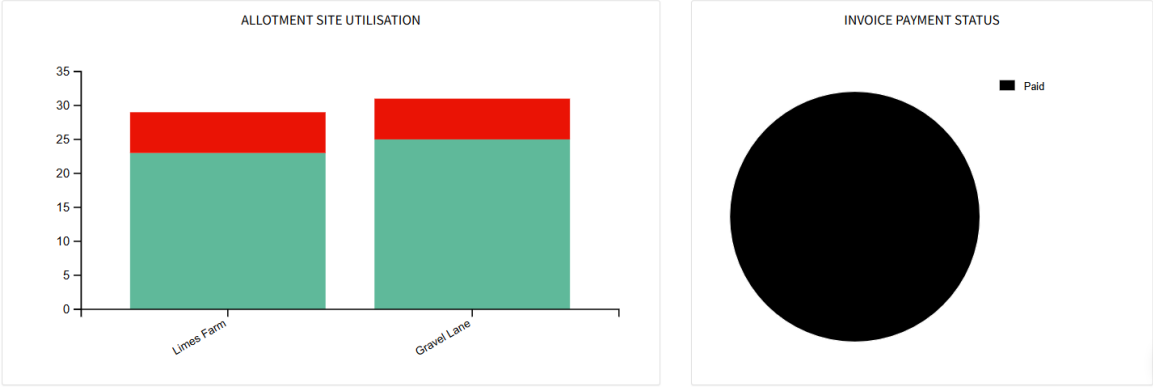 ALLOTMENT SITE UTILISATION
35
30
25
20
15
10
5
0
Limes Farm
Gravel Lane
INVOICE PAYMENT STATUS
Paid